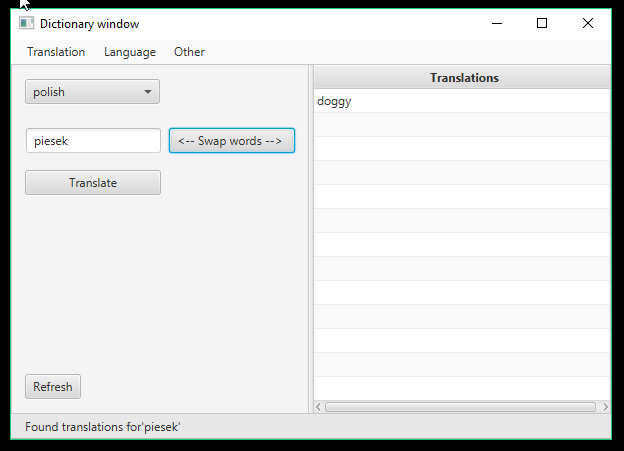 Dictionary window
Translation Language Other
polish
piesek
<-- Swap words -->
Translate
Refresh
Translations
doggy
Found translations for'piesek'